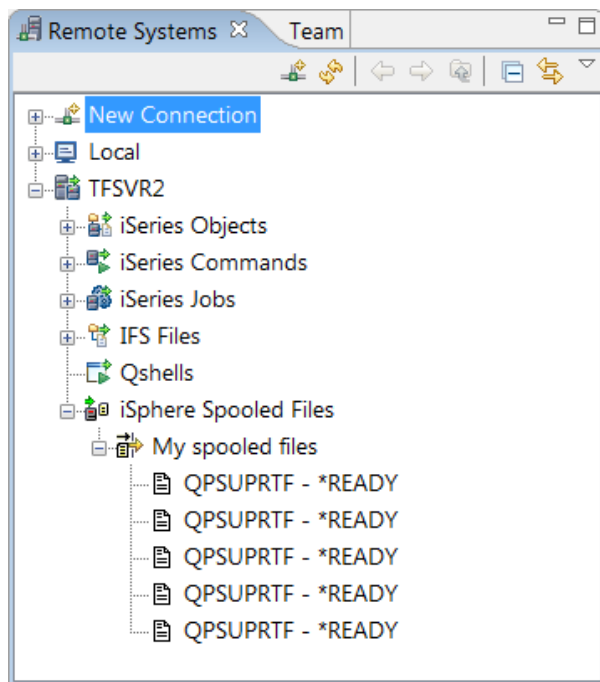 Remote Systems Team
New Connection
Local
TFSVR2
iSeries Objects
iSeries Commands
iSeries Jobs
IFS Files
Qshells
iSphere Spooled Files
My spooled files
QPSUPRTF - *READY
QPSUPRTF - *READY
QPSUPRTF - *READY
QPSUPRTF - *READY
QPSUPRTF - *READY